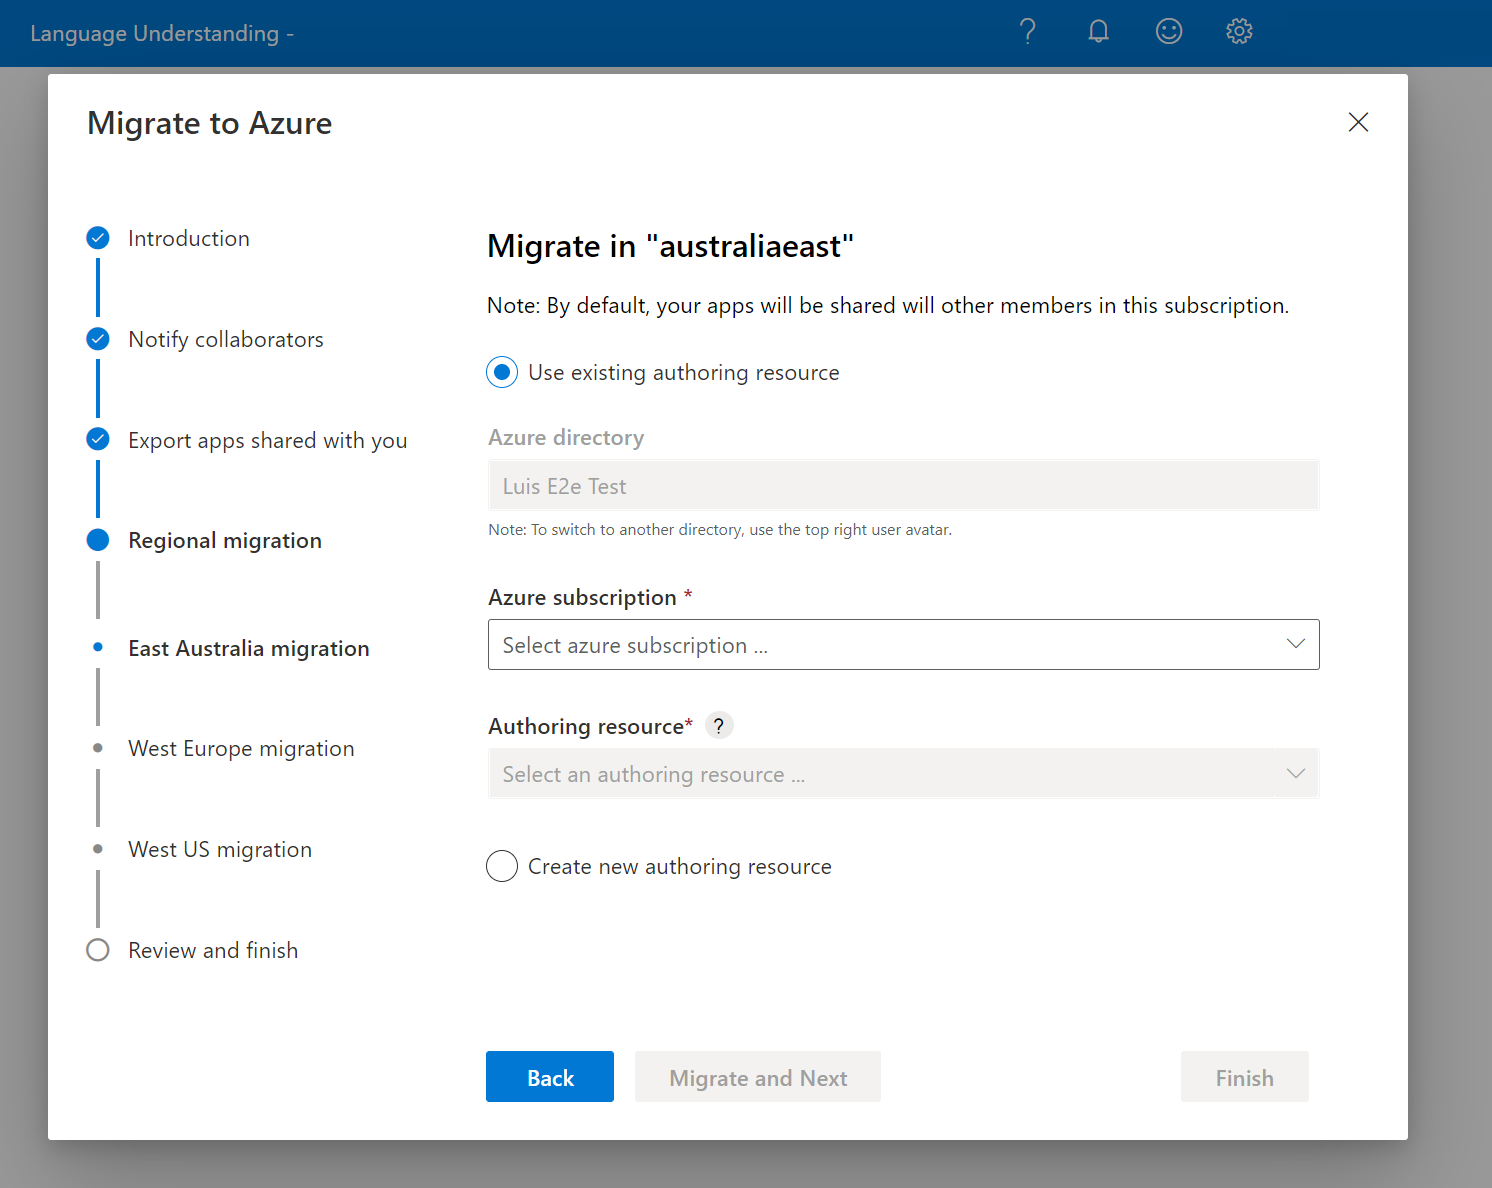 Language Understanding -
Migrate to Azure
Introduction
Notify collaborators
Export apps shared with you
Regional migration
East Australia migration
West Europe migration
West US migration
Review and finish
Migrate in "australiaeast"
Note: By default, your apps will be shared will other members in this subscription.
Use existing authoring resource
Azure directory
Luis E2e Test
Note: To switch to another directory, use the top right user avatar.
Azure subscription *
Select azure subscription ...
Authoring resource* ?
Select an authoring resource ...
Create new authoring resource
Back
Migrate and Next
Finish